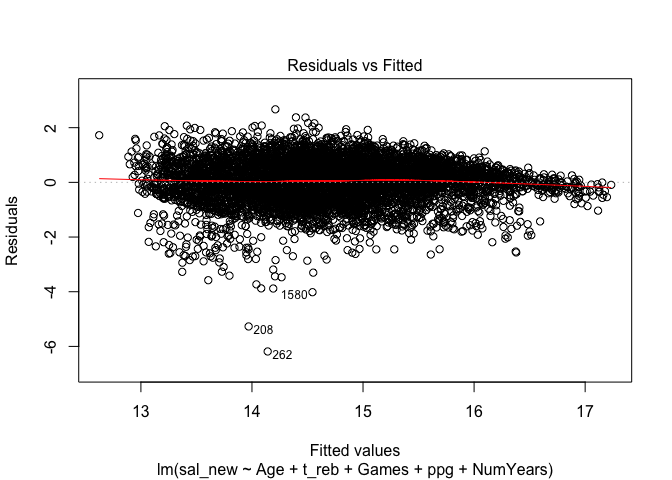 Residuals vs Fitted
Residuals
2
0
-2
-4
-6
1580
208
262
13 14 15 16 17
Fitted values
lm(sal_new ~ Age + t_reb + Games + ppg + NumYears)